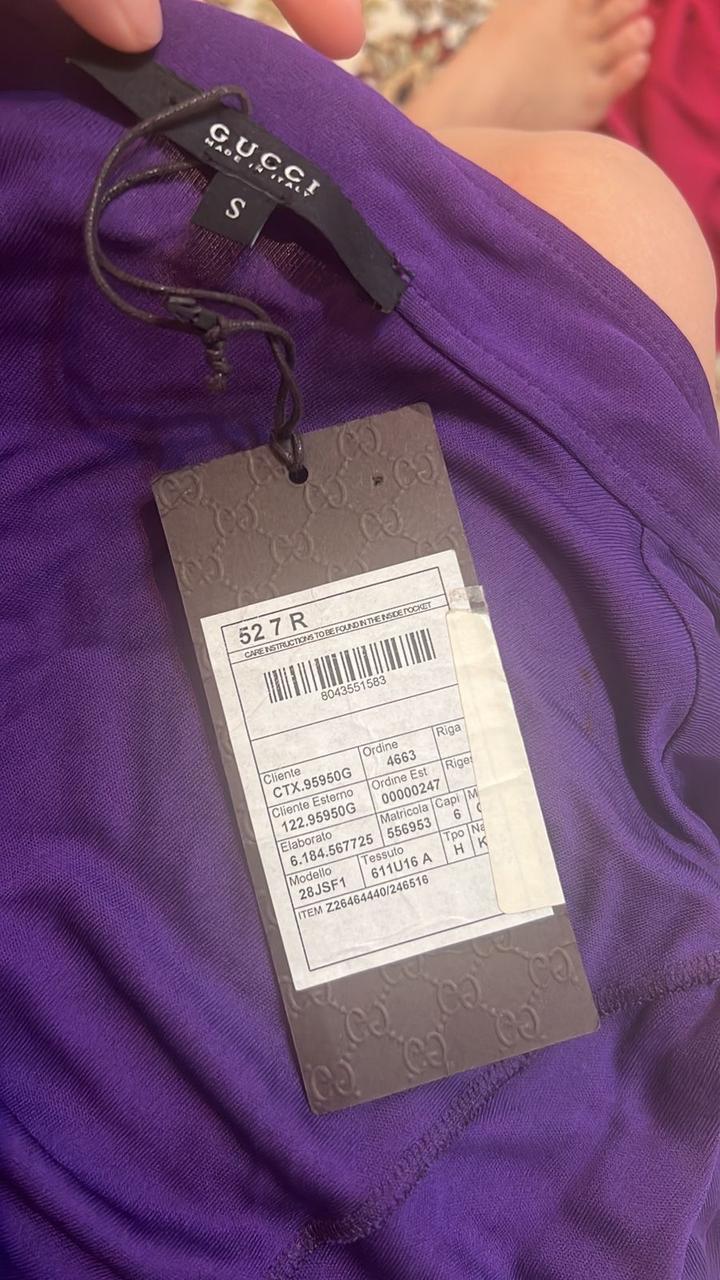 GUCCI
MADE IN ITALY
S
52 7 R
CARE INSTRUCTIONS TO BE FOUND IN THE INSIDE POCKET
8043551583
Cliente Ordine Riga
CTX.95950G 4663
Cliente Esterno Ordine Est
122.95950G 00000247
Elaborato Matricola Capi
6.184.567725 556953 6
Modello Tessuto Tpo
28JSF1 611U16 A H
ITEM Z26464440/246516